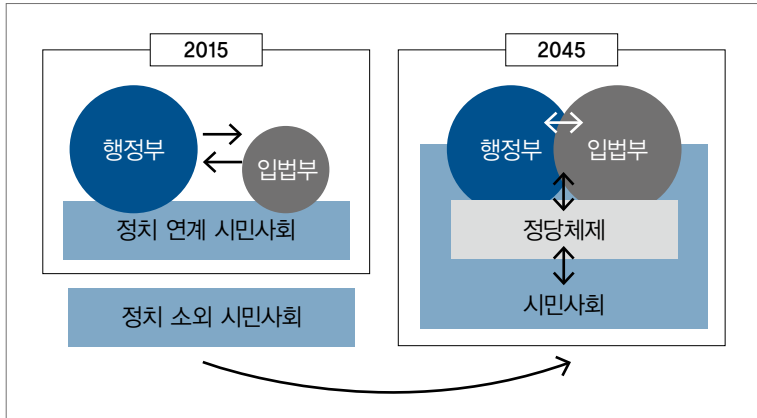 2015
행정부
입법부
정치 연계 시민사회
정치 소외 시민사회
2045
행정부
입법부
정당체제
시민사회